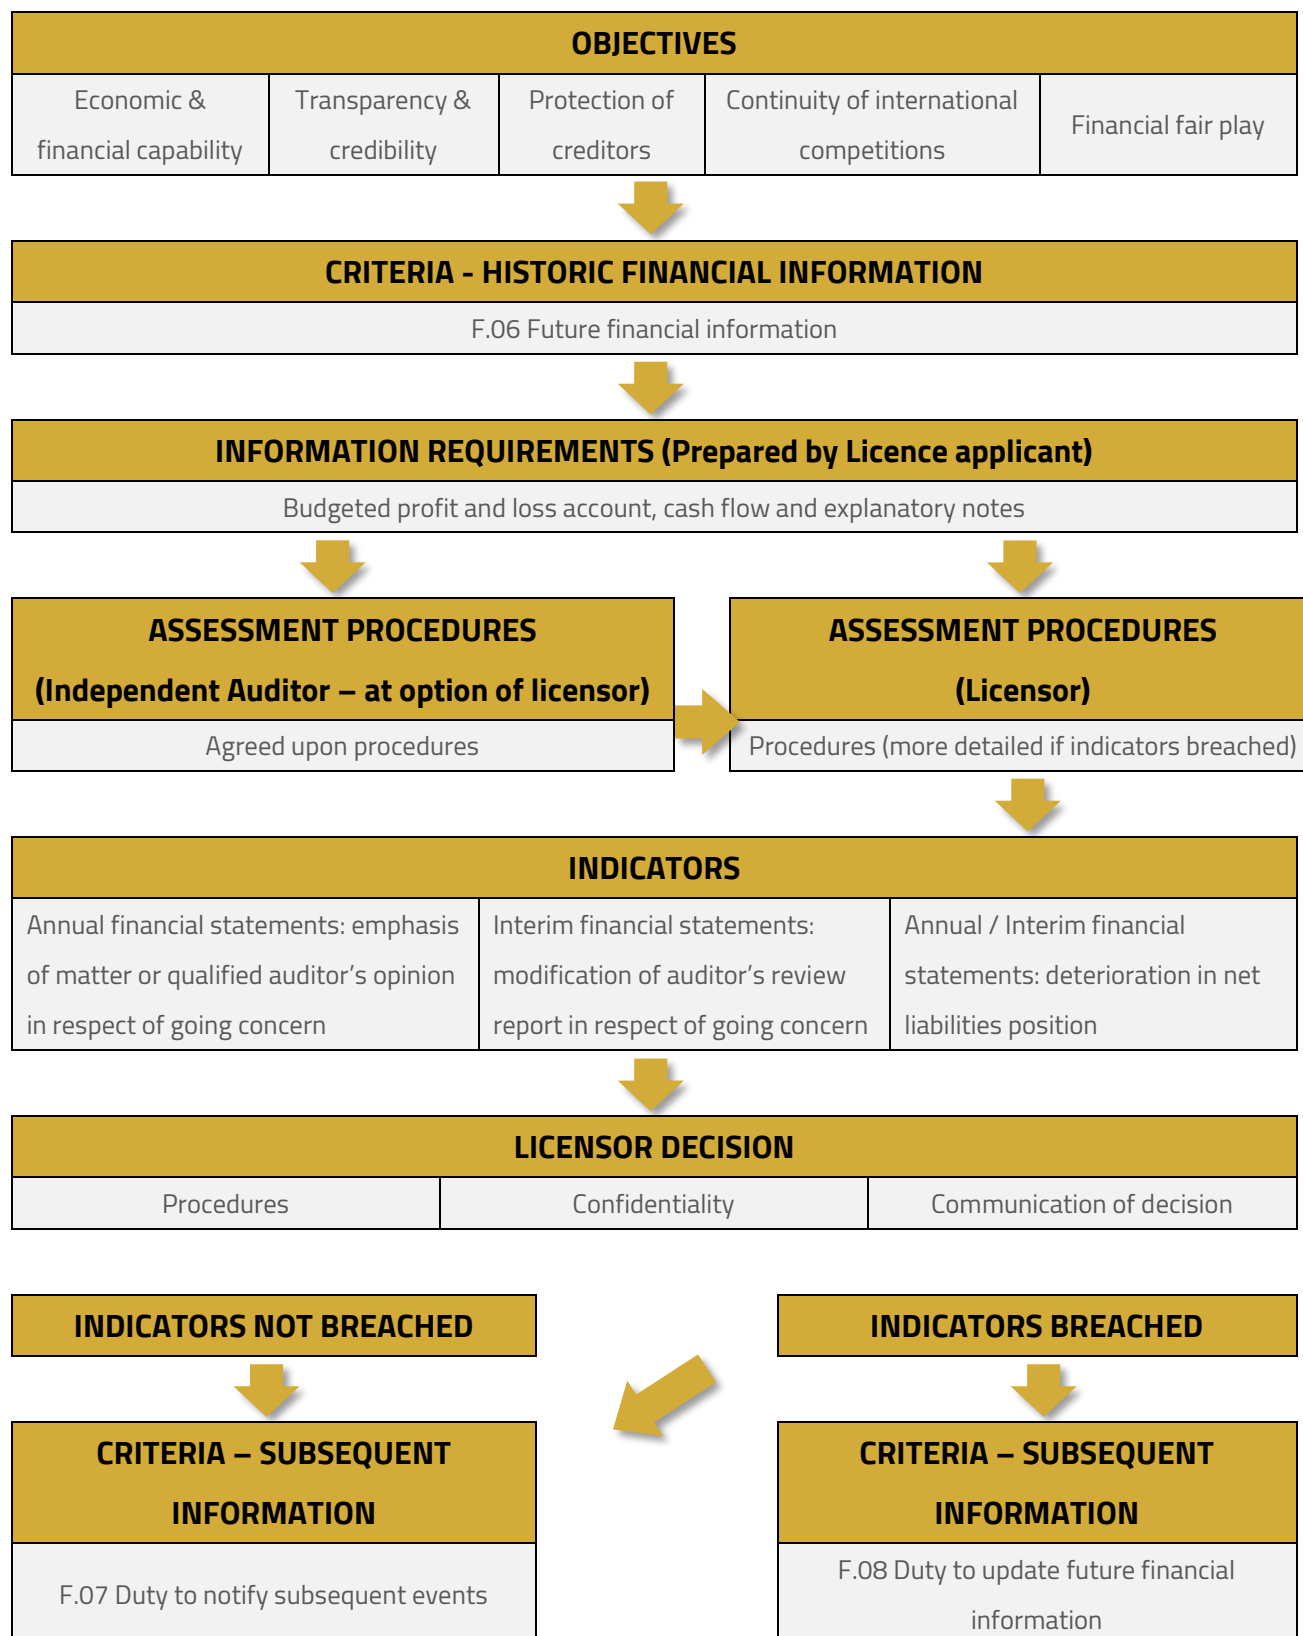 OBJECTIVES
Economic &
financial capability
Transparency &
credibility
Protection of
creditors
Continuity of international
competitions
Financial fair play
CRITERIA - HISTORIC FINANCIAL INFORMATION
F.06 Future financial information
INFORMATION REQUIREMENTS (Prepared by Licence applicant)
Budgeted profit and loss account, cash flow and explanatory notes
ASSESSMENT PROCEDURES
(Independent Auditor – at option of licensor)
Agreed upon procedures
ASSESSMENT PROCEDURES
(Licensor)
Procedures (more detailed if indicators breached)
INDICATORS
Annual financial statements: emphasis
of matter or qualified auditor’s opinion
in respect of going concern
Interim financial statements:
modification of auditor’s review
report in respect of going concern
Annual / Interim financial
statements: deterioration in net
liabilities position
LICENSOR DECISION
Procedures
Confidentiality
Communication of decision
INDICATORS NOT BREACHED
INDICATORS BREACHED
CRITERIA – SUBSEQUENT
INFORMATION
F.07 Duty to notify subsequent events
CRITERIA – SUBSEQUENT
INFORMATION
F.08 Duty to update future financial
information